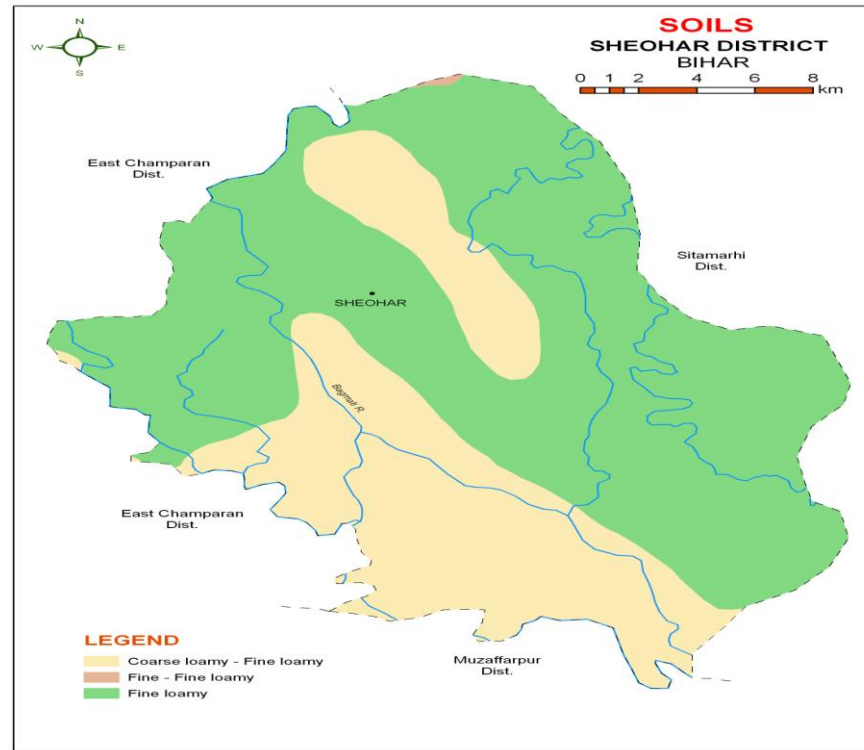 N
W E
S
SOILS
SHEOHAR DISTRICT
BIHAR
0 2 4 6 8
km
East Champaran
Dist.
Sitamarhi
Dist.
SHEOHAR
Bagmati R.
East Champaran
Dist.
Muzaffarpur
Dist.
LEGEND
Coarse loamy - Fine loamy
Fine - Fine loamy
Fine loamy